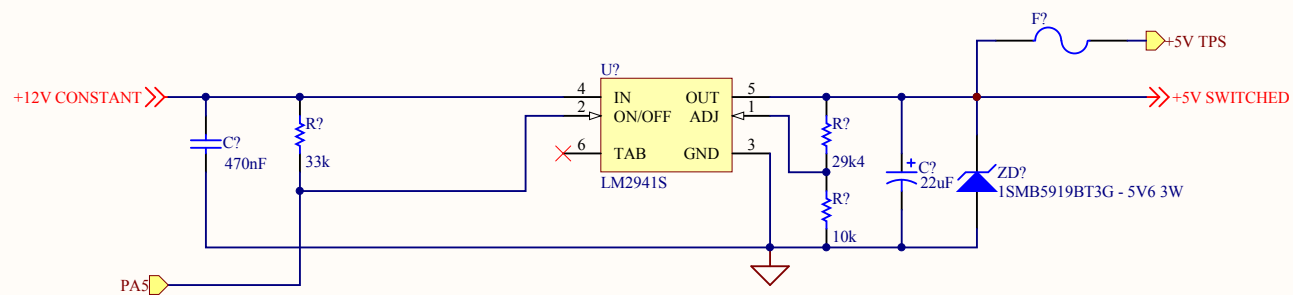 F?
+5V TPS
U?
+12V CONSTANT
4
IN
OUT
5
+5V SWITCHED
2
ON/OFF
ADJ
1
R?
R?
C?
470nF
33k
6
TAB
GND
3
29k4
LM2941S
C?
22uF
ZD?
1SMB5919BT3G - 5V6 3W
R?
10k
+
PA5